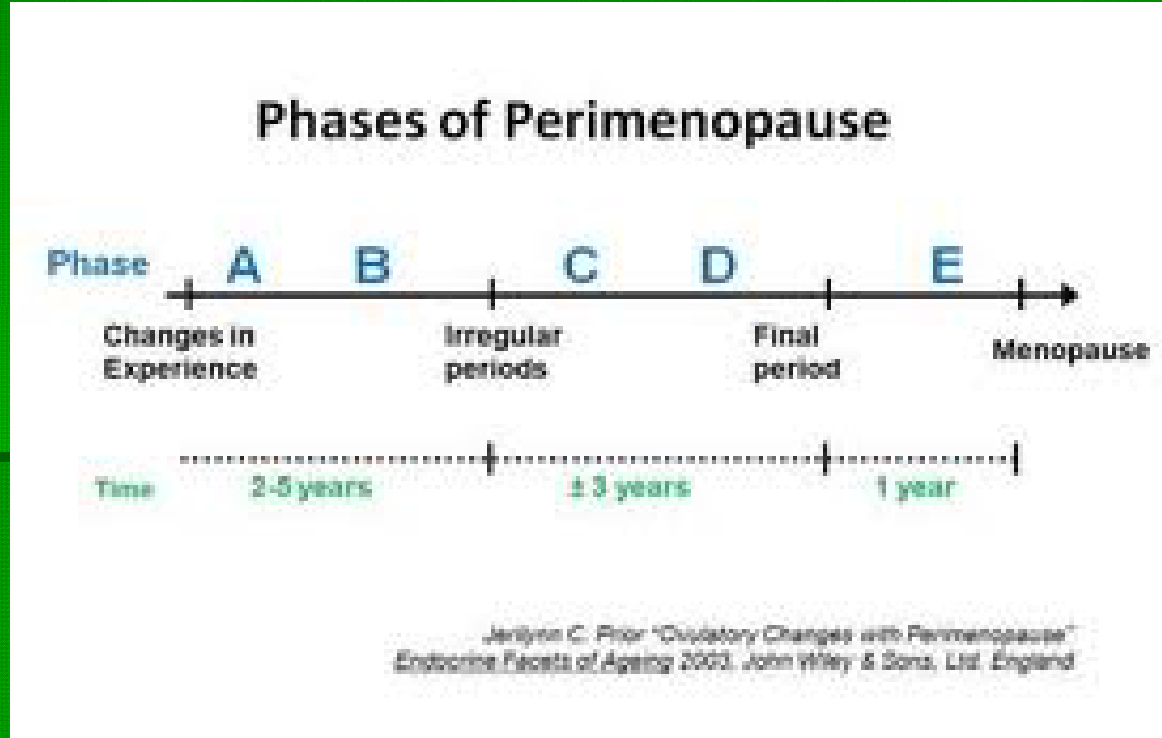 Phases of Perimenopause
Phase A B C D E
Changes in Experience
Irregular periods
Final period
Menopause
Time 2-5 years ± 3 years 1 year
Jerilynn C. Prior "Ovulatory Changes with Perimenopause"
Endocrine Facets of Ageing 2003, John Wiley & Sons, Ltd. England